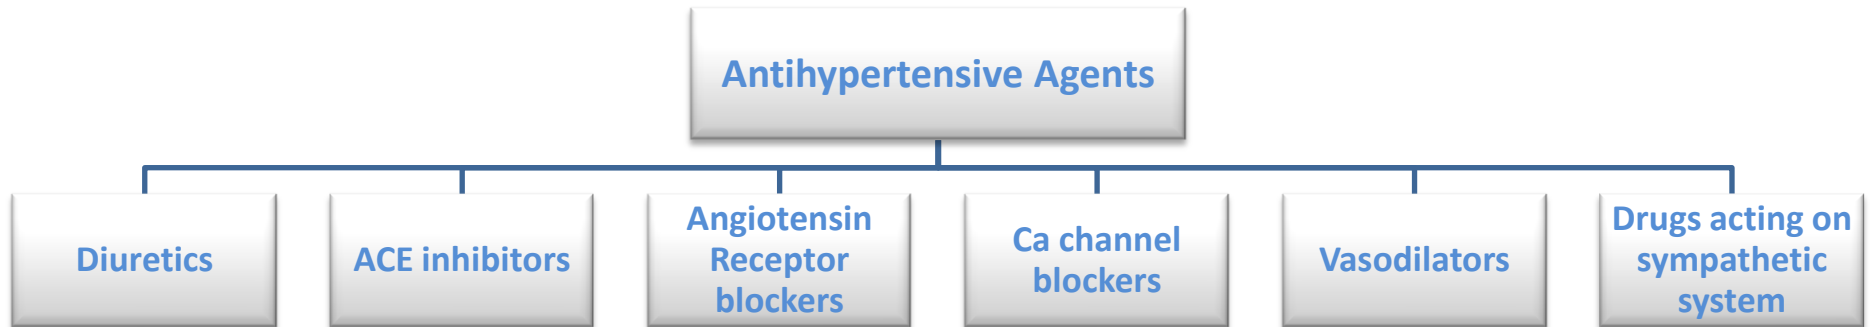 Antihypertensive Agents
Diuretics
ACE inhibitors
Angiotensin
Receptor
blockers
Ca channel
blockers
Vasodilators
Drugs acting on
sympathetic
system